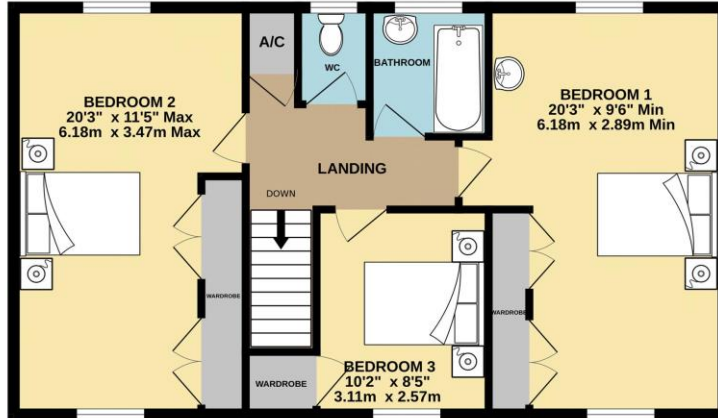 A/C
WC
BATHROOM
BEDROOM 2
20'3" x 11'5" Max
6.18m x 3.47m Max
BEDROOM 1
20'3" x 9'6" Min
6.18m x 2.89m Min
LANDING
DOWN
WARDROBE
WARDROBE
WARDROBE
BEDROOM 3
10'2" x 8'5"
3.11m x 2.57m